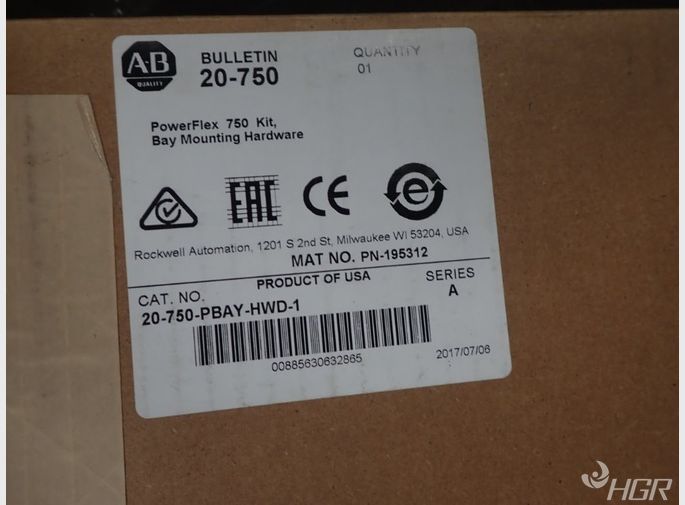 A-B
QUALITY
BULLETIN
20-750
QUANTITY
01
PowerFlex 750 Kit,
Bay Mounting Hardware
EAC
CE
e
Rockwell Automation, 1201 S 2nd St, Milwaukee WI 53204, USA
MAT NO. PN-195312
PRODUCT OF USA
CAT. NO.
20-750-PBAY-HWD-1
SERIES
A
00885630632865
2017/07/06
HGR